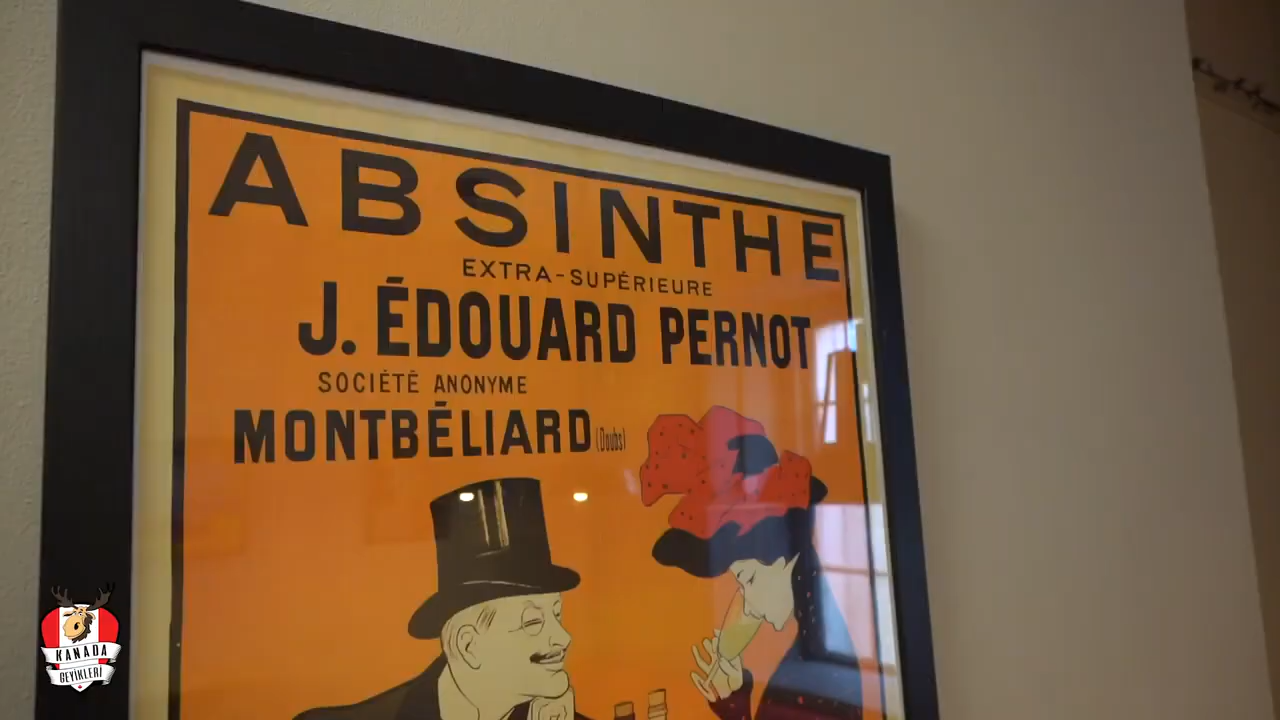 ABSINTHE
EXTRA-SUPÉRIEURE
J. ÉDOUARD PERNOT
SOCIÉTÉ ANONYME
MONTBÉLIARD (Doubs)
KANADA
GEYİKLERİ